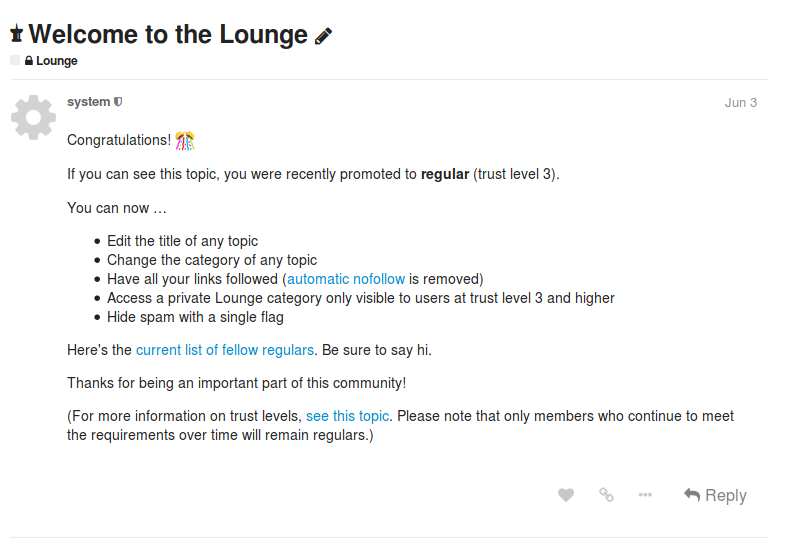 Welcome to the Lounge
Lounge
system
Jun 3
Congratulations!
If you can see this topic, you were recently promoted to regular (trust level 3).
You can now …
Edit the title of any topic
Change the category of any topic
Have all your links followed (automatic nofollow is removed)
Access a private Lounge category only visible to users at trust level 3 and higher
Hide spam with a single flag
Here's the current list of fellow regulars. Be sure to say hi.
Thanks for being an important part of this community!
(For more information on trust levels, see this topic. Please note that only members who continue to meet
the requirements over time will remain regulars.)
Reply